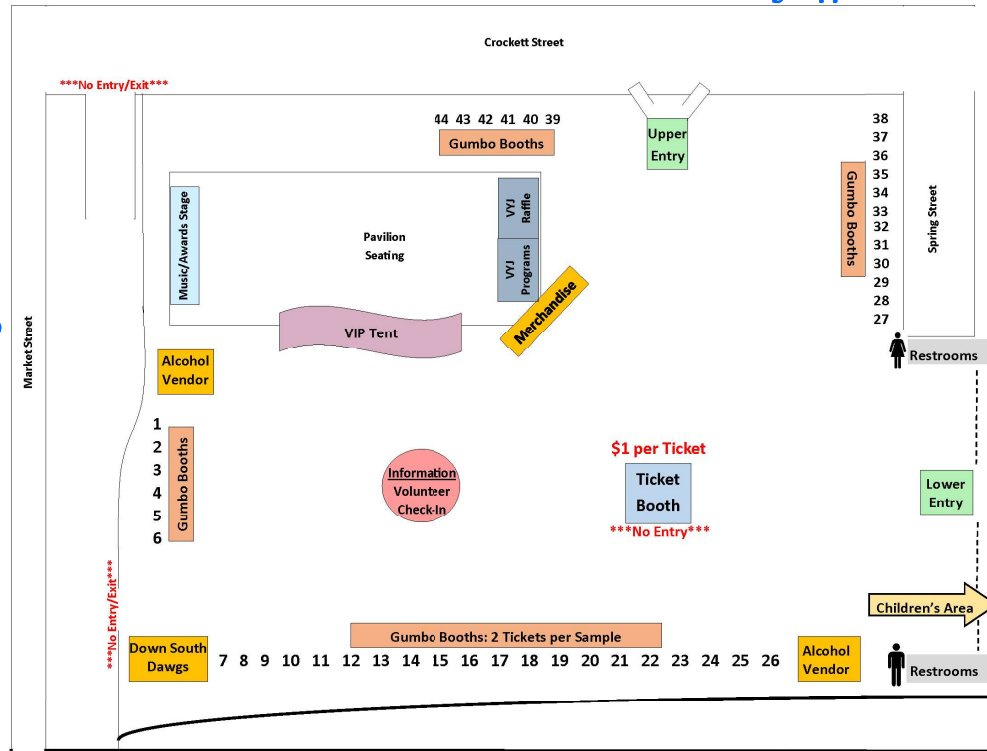 Crockett Street
***No Entry/Exit***
44 43 42 41 40 39
Gumbo Booths
Upper
Entry
38
37
36
35
34
33
32
31
30
29
28
27
Gumbo Booths
Spring Street
Music/Awards Stage
Pavilion
Seating
VYJ
Raffle
VYJ
Programs
Merchandise
VIP Tent
Market Street
Alcohol
Vendor
Restrooms
1
2
3
4
5
6
Gumbo Booths
Information
Volunteer
Check-In
$1 per Ticket
Ticket
Booth
***No Entry***
Lower
Entry
***No Entry/Exit***
Children's Area
Gumbo Booths: 2 Tickets per Sample
Down South
Dawgs
7 8 9 10 11 12 13 14 15 16 17 18 19 20 21 22 23 24 25 26
Alcohol
Vendor
Restrooms